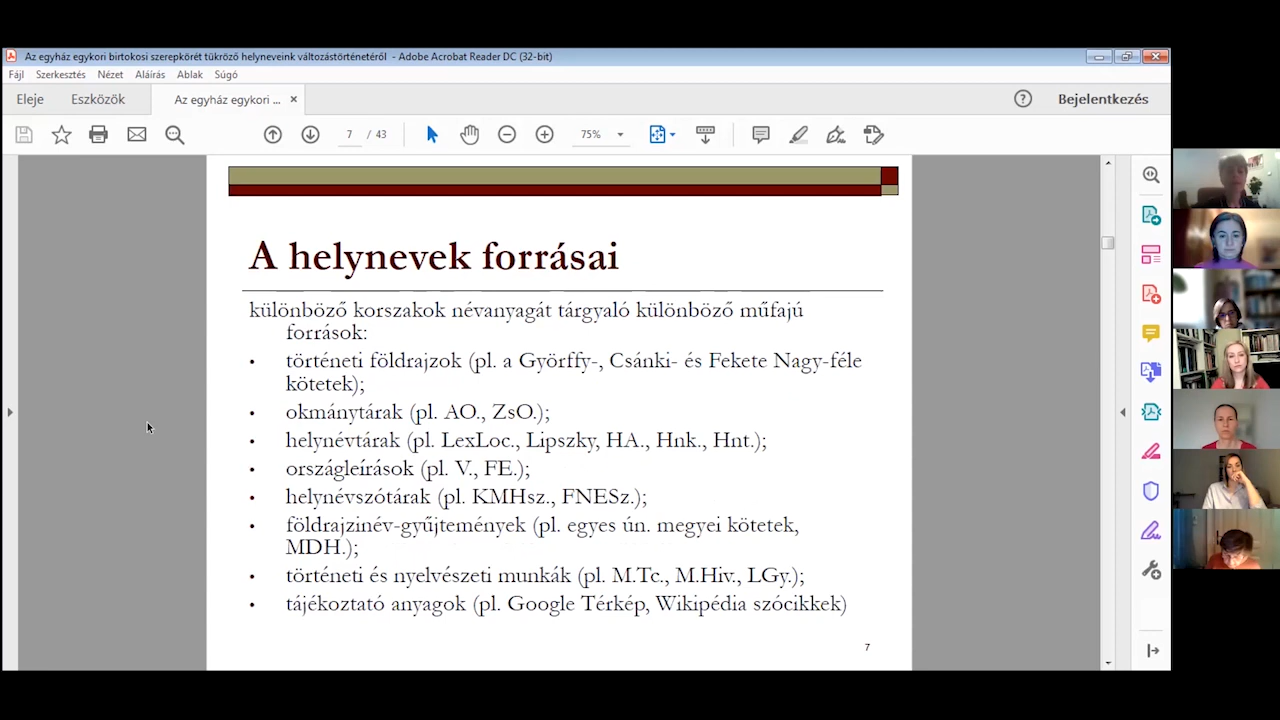 Az egyház egykori birtokosi szerepkörét tükröző helyneveink változástörténetéről - Adobe Acrobat Reader DC (32-bit)
Fájl Szerkesztés Nézet Aláírás Ablak Súgó
Eleje Eszközök Az egyház egykori ... × Bejelentkezés
7 / 43 75%
A helynevek forrásai
különböző korszakok névanyagát tárgyaló különböző műfajú
források:
• történeti földrajzok (pl. a Györffy-, Csánki- és Fekete Nagy-féle
kötetek);
• okmánytárak (pl. AO., ZsO.);
• helynévtárak (pl. LexLoc., Lipszky, HA., Hnk., Hnt.);
• országleírások (pl. V., FE.);
• helynévszótárak (pl. KMHsz., FNESz.);
• földrajzinév-gyűjtemények (pl. egyes ún. megyei kötetek,
MDH.);
• történeti és nyelvészeti munkák (pl. M.Tc., M.Hiv., LGy.);
• tájékoztató anyagok (pl. Google Térkép, Wikipédia szócikkek)
7